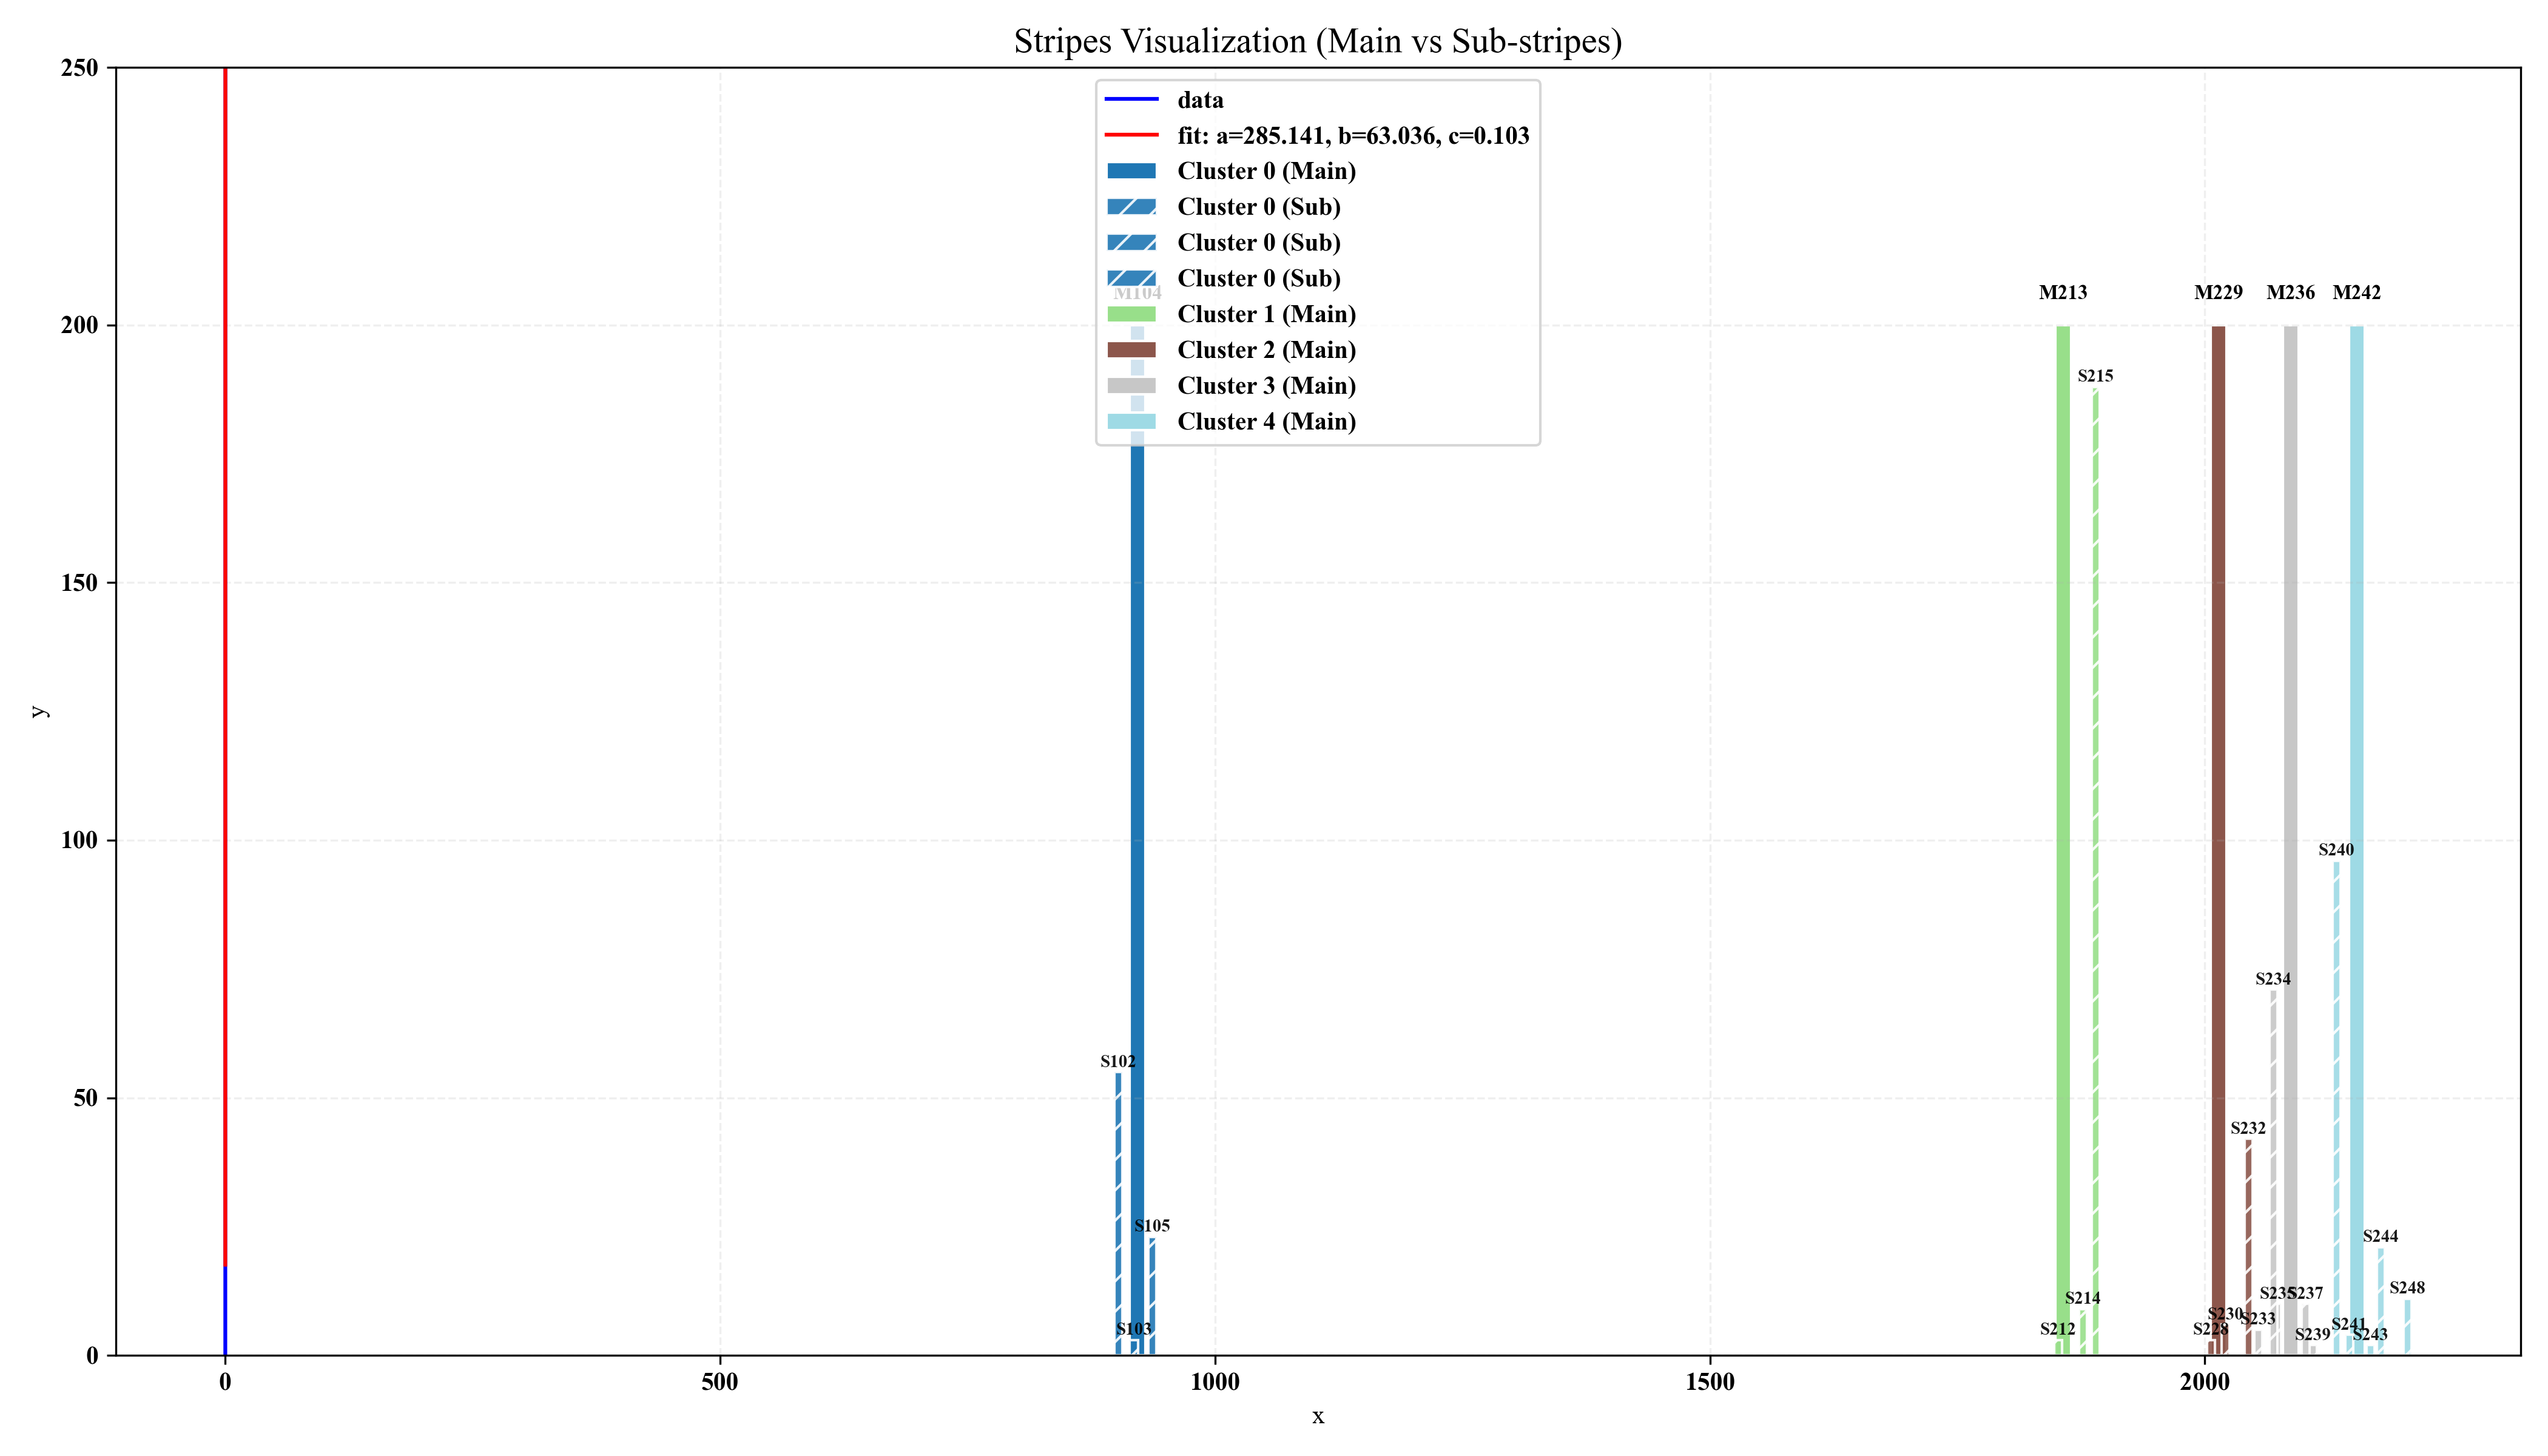 Stripes Visualization (Main vs Sub-stripes)
250
200
150
100
50
0
y
data
fit: a=285.141, b=63.036, c=0.103
Cluster 0 (Main)
Cluster 0 (Sub)
Cluster 0 (Sub)
Cluster 0 (Sub)
M104
Cluster 1 (Main)
Cluster 2 (Main)
Cluster 3 (Main)
Cluster 4 (Main)
M213 M229 M236 M242
S215
S240
S234
S102
S232
S105
S244
S248
S214
S235 S237
S230
S233
S103
S212
S228
S241
S239
S243
0 500 1000 1500 2000
x